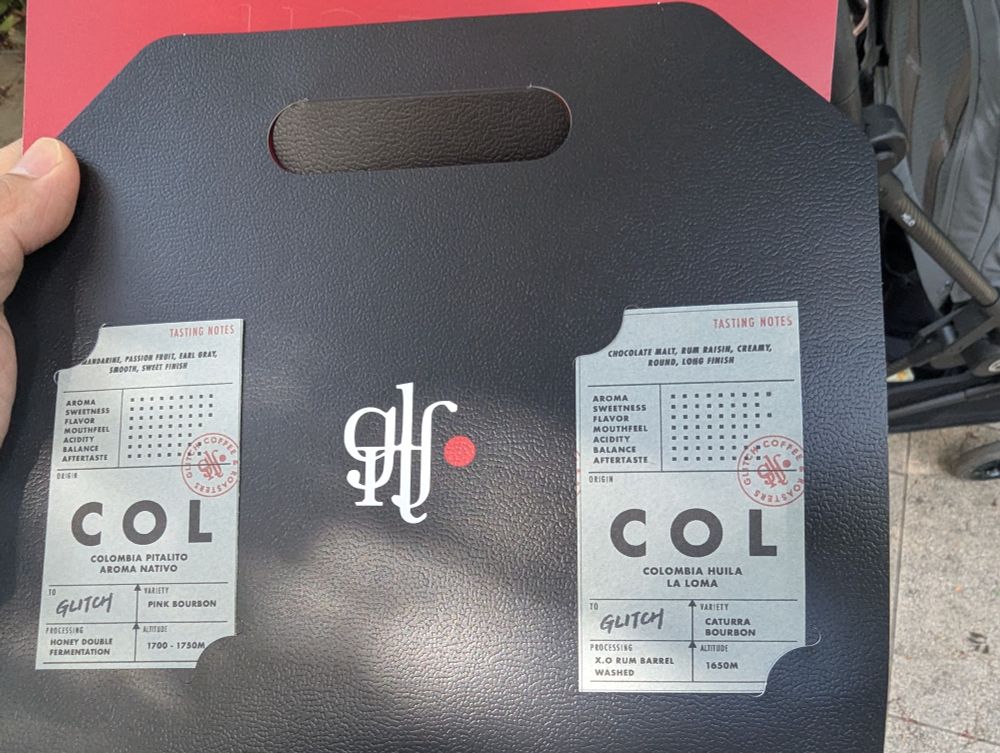 TASTING NOTES
MANDARINE, PASSION FRUIT, EARL GRAY,
SMOOTH, SWEET FINISH
AROMA
SWEETNESS
FLAVOR
MOUTHFEEL
ACIDITY
BALANCE
AFTERTASTE
GLITCH COFFEE & ROASTERS
ORIGIN
COL
COLOMBIA PITALITO
AROMA NATIVO
TO
GLITCH
VARIETY
PINK BOURBON
PROCESSING
HONEY DOUBLE
FERMENTATION
ALTITUDE
1700 - 1750M
TASTING NOTES
CHOCOLATE MALT, RUM RAISIN, CREAMY,
ROUND, LONG FINISH
AROMA
SWEETNESS
FLAVOR
MOUTHFEEL
ACIDITY
BALANCE
AFTERTASTE
GLITCH COFFEE & ROASTERS
ORIGIN
COL
COLOMBIA HUILA
LA LOMA
TO
GLITCH
VARIETY
CATURRA
BOURBON
PROCESSING
X.O RUM BARREL
WASHED
ALTITUDE
1650M